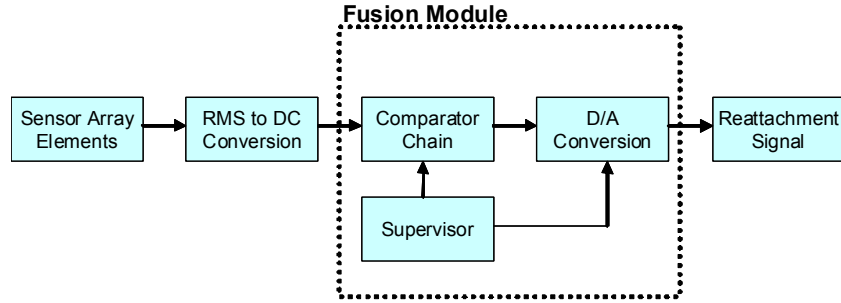 Fusion Module
Sensor Array
Elements
RMS to DC
Conversion
Comparator
Chain
D/A
Conversion
Reattachment
Signal
Supervisor